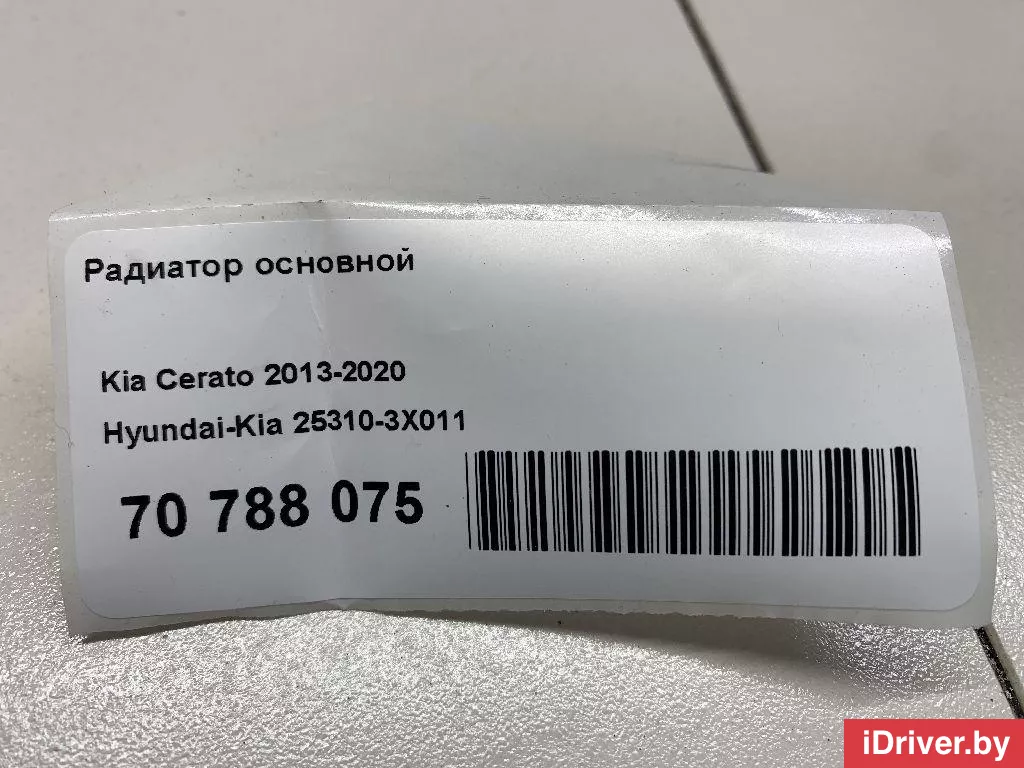 Радиатор основной
Kia Cerato 2013-2020
Hyundai-Kia 25310-3X011
70 788 075
iDriver.by